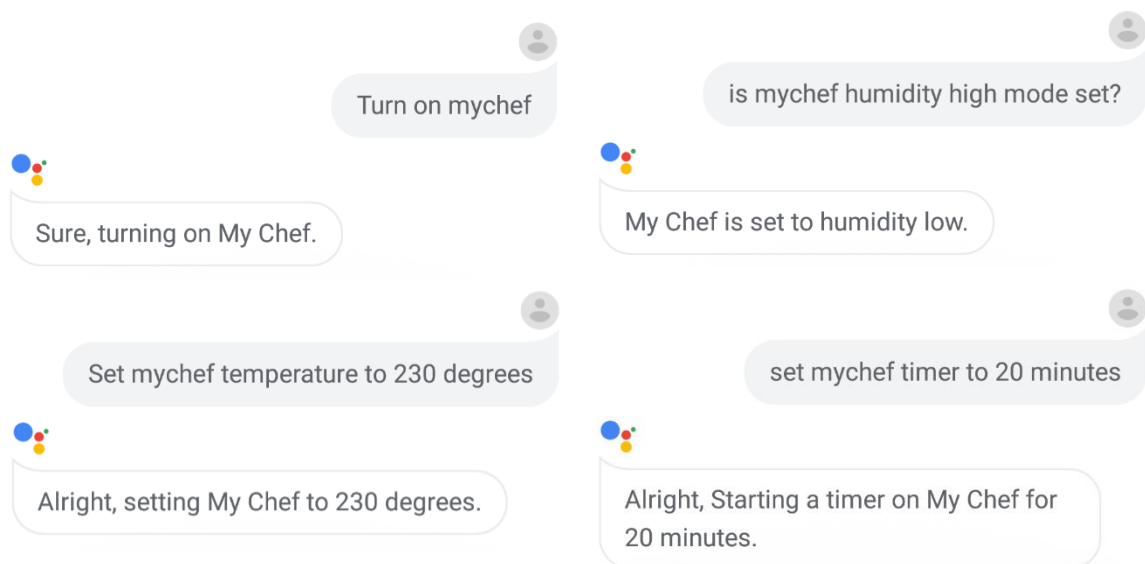 Turn on mychef
Sure, turning on My Chef.
Set mychef temperature to 230 degrees
Alright, setting My Chef to 230 degrees.
is mychef humidity high mode set?
My Chef is set to humidity low.
set mychef timer to 20 minutes
Alright, Starting a timer on My Chef for
20 minutes.